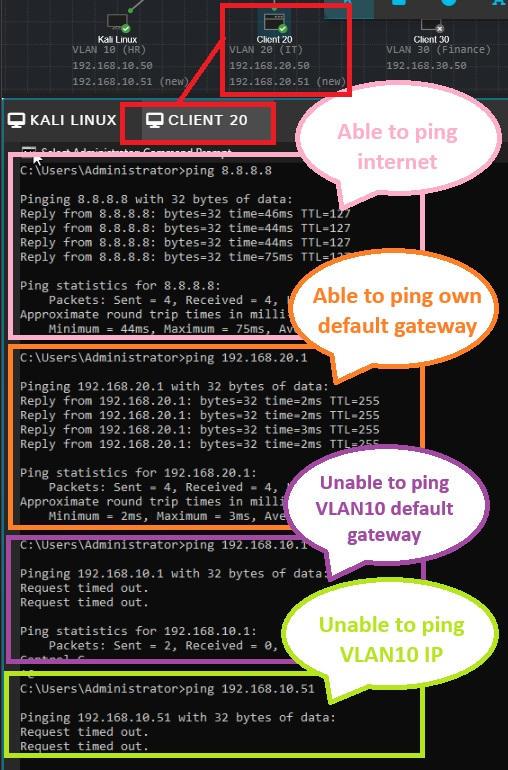 Kali Linux
VLAN 10 (HR)
192.168.10.50
192.168.10.51 (new)
Client 20
VLAN 20 (IT)
192.168.20.50
192.168.20.51 (new)
Client 30
VLAN 30 (Finance)
192.168.30.50
KALI LINUX
CLIENT 20
Select Administrator: Command Prompt
Able to ping
internet
C:\Users\Administrator>ping 8.8.8.8
Pinging 8.8.8.8 with 32 bytes of data:
Reply from 8.8.8.8: bytes=32 time=46ms TTL=127
Reply from 8.8.8.8: bytes=32 time=44ms TTL=127
Reply from 8.8.8.8: bytes=32 time=44ms TTL=127
Reply from 8.8.8.8: bytes=32 time=75ms TTL=127
Ping statistics for 8.8.8.8:
Packets: Sent = 4, Received = 4,
Approximate round trip times in milli
Minimum = 44ms, Maximum = 75ms, Av
Able to ping own
default gateway
C:\Users\Administrator>ping 192.168.20.1
Pinging 192.168.20.1 with 32 bytes of data:
Reply from 192.168.20.1: bytes=32 time=2ms TTL=255
Reply from 192.168.20.1: bytes=32 time=2ms TTL=255
Reply from 192.168.20.1: bytes=32 time=3ms TTL=255
Reply from 192.168.20.1: bytes=32 time=2ms TTL=255
Ping statistics for 192.168.20.1:
Packets: Sent = 4, Received = 4,
Approximate round trip times in milli
Minimum = 2ms, Maximum = 3ms, Ave
Unable to ping
VLAN10 default
gateway
C:\Users\Administrator>ping 192.168.10.1
Pinging 192.168.10.1 with 32 bytes of data:
Request timed out.
Request timed out.
Ping statistics for 192.168.10.1:
Packets: Sent = 2, Received = 0,
Control-C
^C
Unable to ping
VLAN10 IP
C:\Users\Administrator>ping 192.168.10.51
Pinging 192.168.10.51 with 32 bytes of data:
Request timed out.
Request timed out.